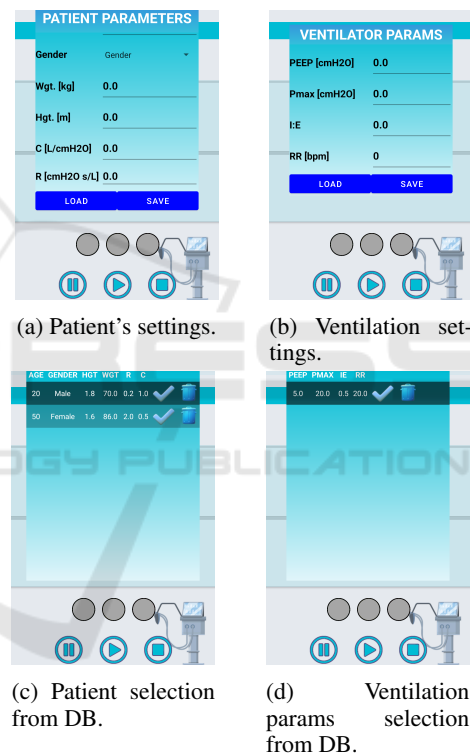 PATIENT PARAMETERS
Gender Gender
Wgt. [kg] 0.0
Hgt. [m] 0.0
C [L/cmH2O] 0.0
R [cmH2O s/L] 0.0
LOAD SAVE
(a) Patient's settings.
VENTILATOR PARAMS
PEEP [cmH2O] 0.0
Pmax [cmH2O] 0.0
I:E 0.0
RR [bpm] 0
LOAD SAVE
(b) Ventilation set-
tings.
AGE GENDER HGT WGT R C
20 Male 1.8 70.0 0.2 1.0
50 Female 1.6 86.0 2.0 0.5
(c) Patient selection
from DB.
PEEP PMAX IE RR
5.0 20.0 0.5 20.0
(d) Ventilation
params selection
from DB.
PUBLICATION